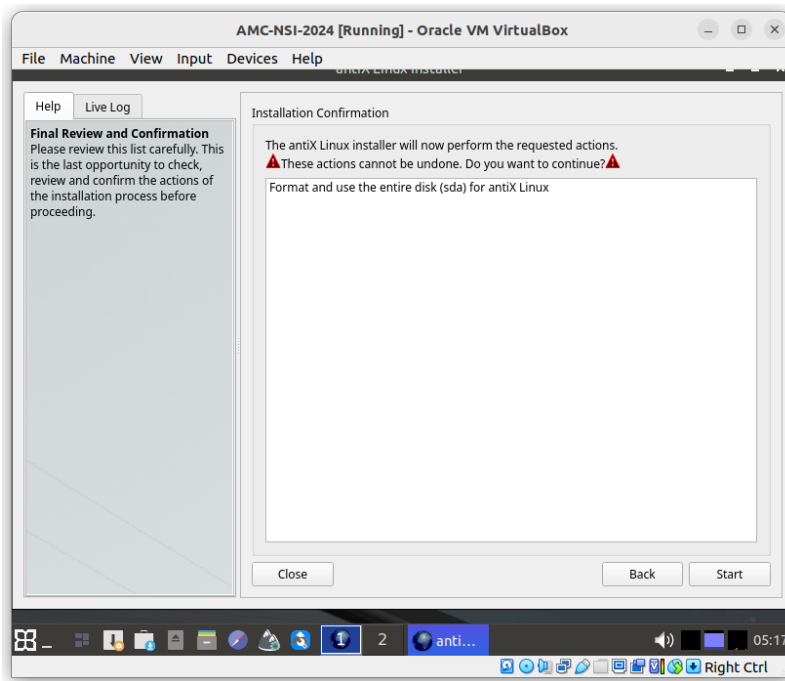 AMC-NSI-2024 [Running] - Oracle VM VirtualBox
File Machine View Input Devices Help
antiX Linux Installer
Help Live Log
Final Review and Confirmation
Please review this list carefully. This
is the last opportunity to check,
review and confirm the actions of
the installation process before
proceeding.
Installation Confirmation
The antiX Linux installer will now perform the requested actions.
These actions cannot be undone. Do you want to continue?
Format and use the entire disk (sda) for antiX Linux
Close Back Start
1 2 anti... 05:17
Right Ctrl